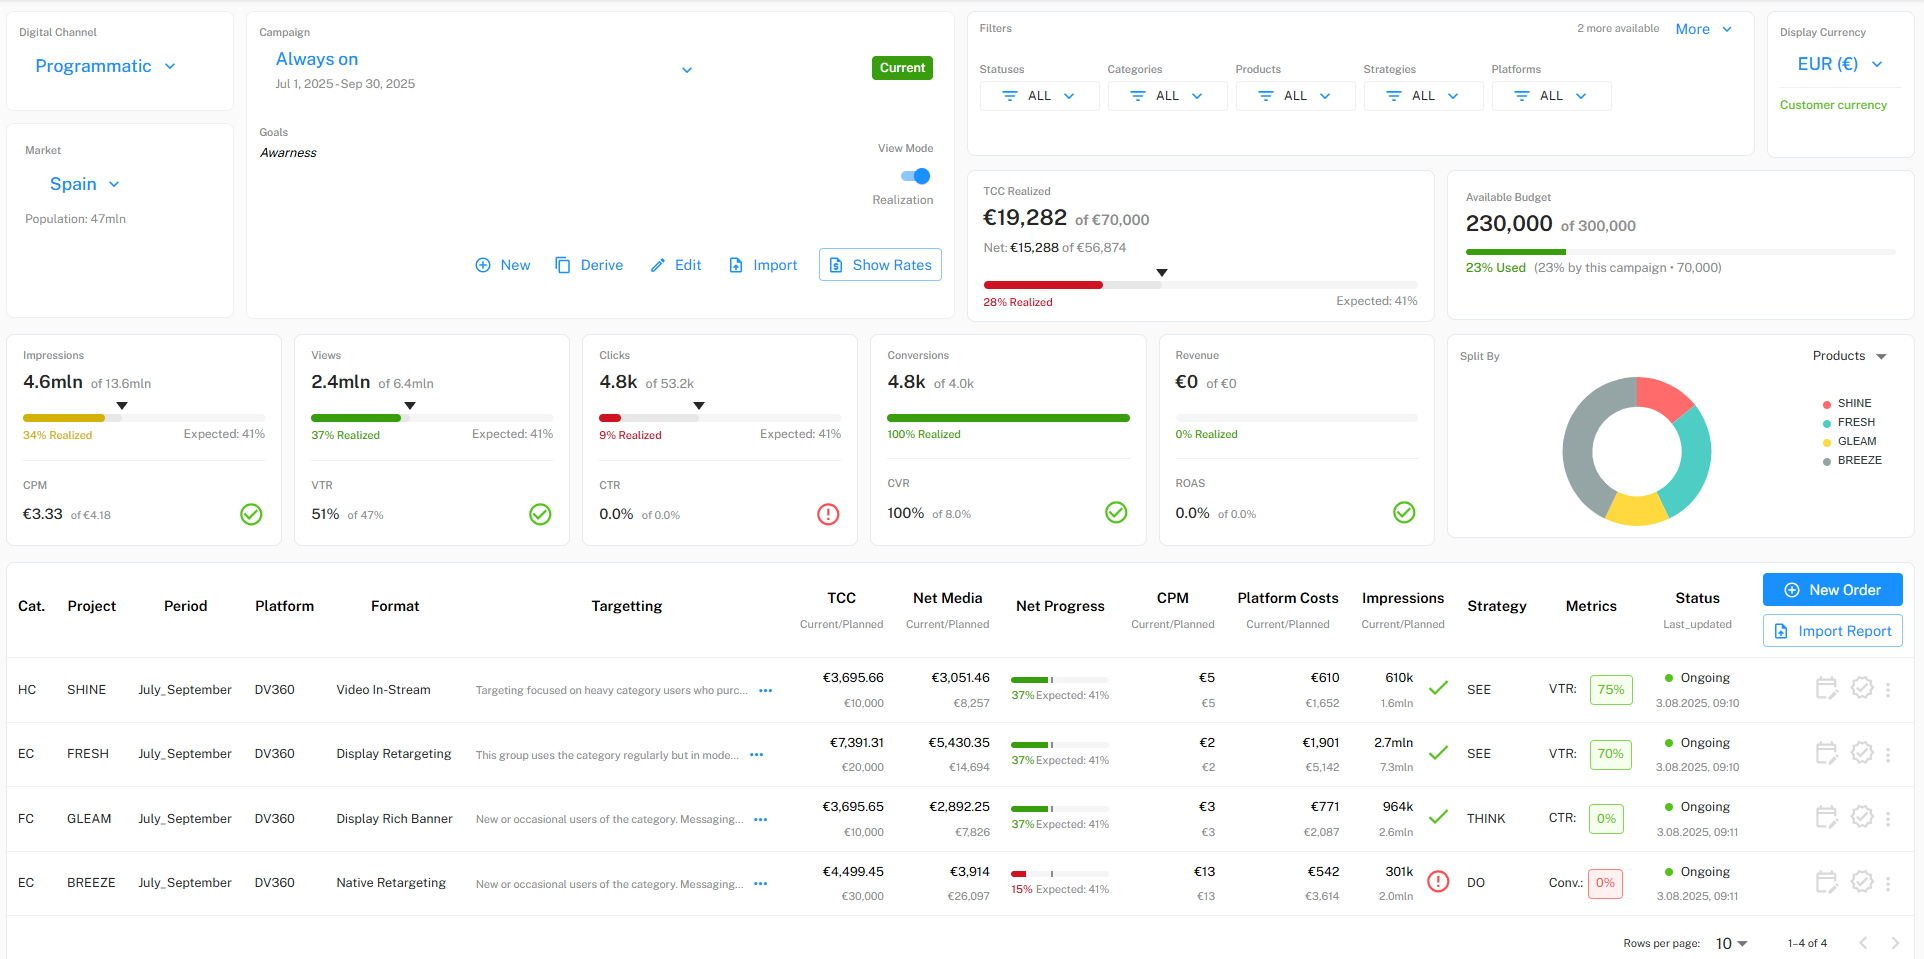 Digital Channel
Programmatic
Market
Spain
Population: 47mln
Campaign
Always on
Jul 1, 2025 - Sep 30, 2025
Current
Goals
Awarness
View Mode
Realization
New
Derive
Edit
Import
Show Rates
Filters
2 more available
More
Statuses
ALL
Categories
ALL
Products
ALL
Strategies
ALL
Platforms
ALL
Display Currency
EUR (€)
Customer currency
TCC Realized
€19,282 of €70,000
Net: €15,288 of €56,874
28% Realized
Expected: 41%
Available Budget
230,000 of 300,000
23% Used (23% by this campaign • 70,000)
Impressions
4.6mln of 13.6mln
34% Realized
Expected: 41%
CPM
€3.33 of €4.18
Views
2.4mln of 6.4mln
37% Realized
Expected: 41%
VTR
51% of 47%
Clicks
4.8k of 53.2k
9% Realized
Expected: 41%
CTR
0.0% of 0.0%
Conversions
4.8k of 4.0k
100% Realized
CVR
100% of 8.0%
Revenue
€0 of €0
0% Realized
ROAS
0.0% of 0.0%
Split By
Products
SHINE
FRESH
GLEAM
BREEZE
Cat. Project Period Platform Format Targetting TCC Net Media Net Progress CPM Platform Costs Impressions Strategy Metrics Status
Current/Planned Current/Planned Current/Planned Current/Planned Current/Planned Last_updated
New Order
Import Report
HC SHINE July_September DV360 Video In-Stream Targeting focused on heavy category users who purc... ••• €3,695.66 €3,051.46 €5 €610 610k SEE VTR: 75% Ongoing
€10,000 €8,257 37% Expected: 41% €5 €1,652 1.6mln 3.08.2025, 09:10
EC FRESH July_September DV360 Display Retargeting This group uses the category regularly but in mode... ••• €7,391.31 €5,430.35 €2 €1,901 2.7mln SEE VTR: 70% Ongoing
€20,000 €14,694 37% Expected: 41% €2 €5,142 7.3mln 3.08.2025, 09:10
FC GLEAM July_September DV360 Display Rich Banner New or occasional users of the category. Messaging... ••• €3,695.65 €2,892.25 €3 €771 964k THINK CTR: 0% Ongoing
€10,000 €7,826 37% Expected: 41% €3 €2,087 2.6mln 3.08.2025, 09:11
EC BREEZE July_September DV360 Native Retargeting New or occasional users of the category. Messaging... ••• €4,499.45 €3,914 €13 €542 301k DO Conv.: 0% Ongoing
€30,000 €26,097 15% Expected: 41% €13 €3,614 2.0mln 3.08.2025, 09:11
Rows per page: 10 1–4 of 4